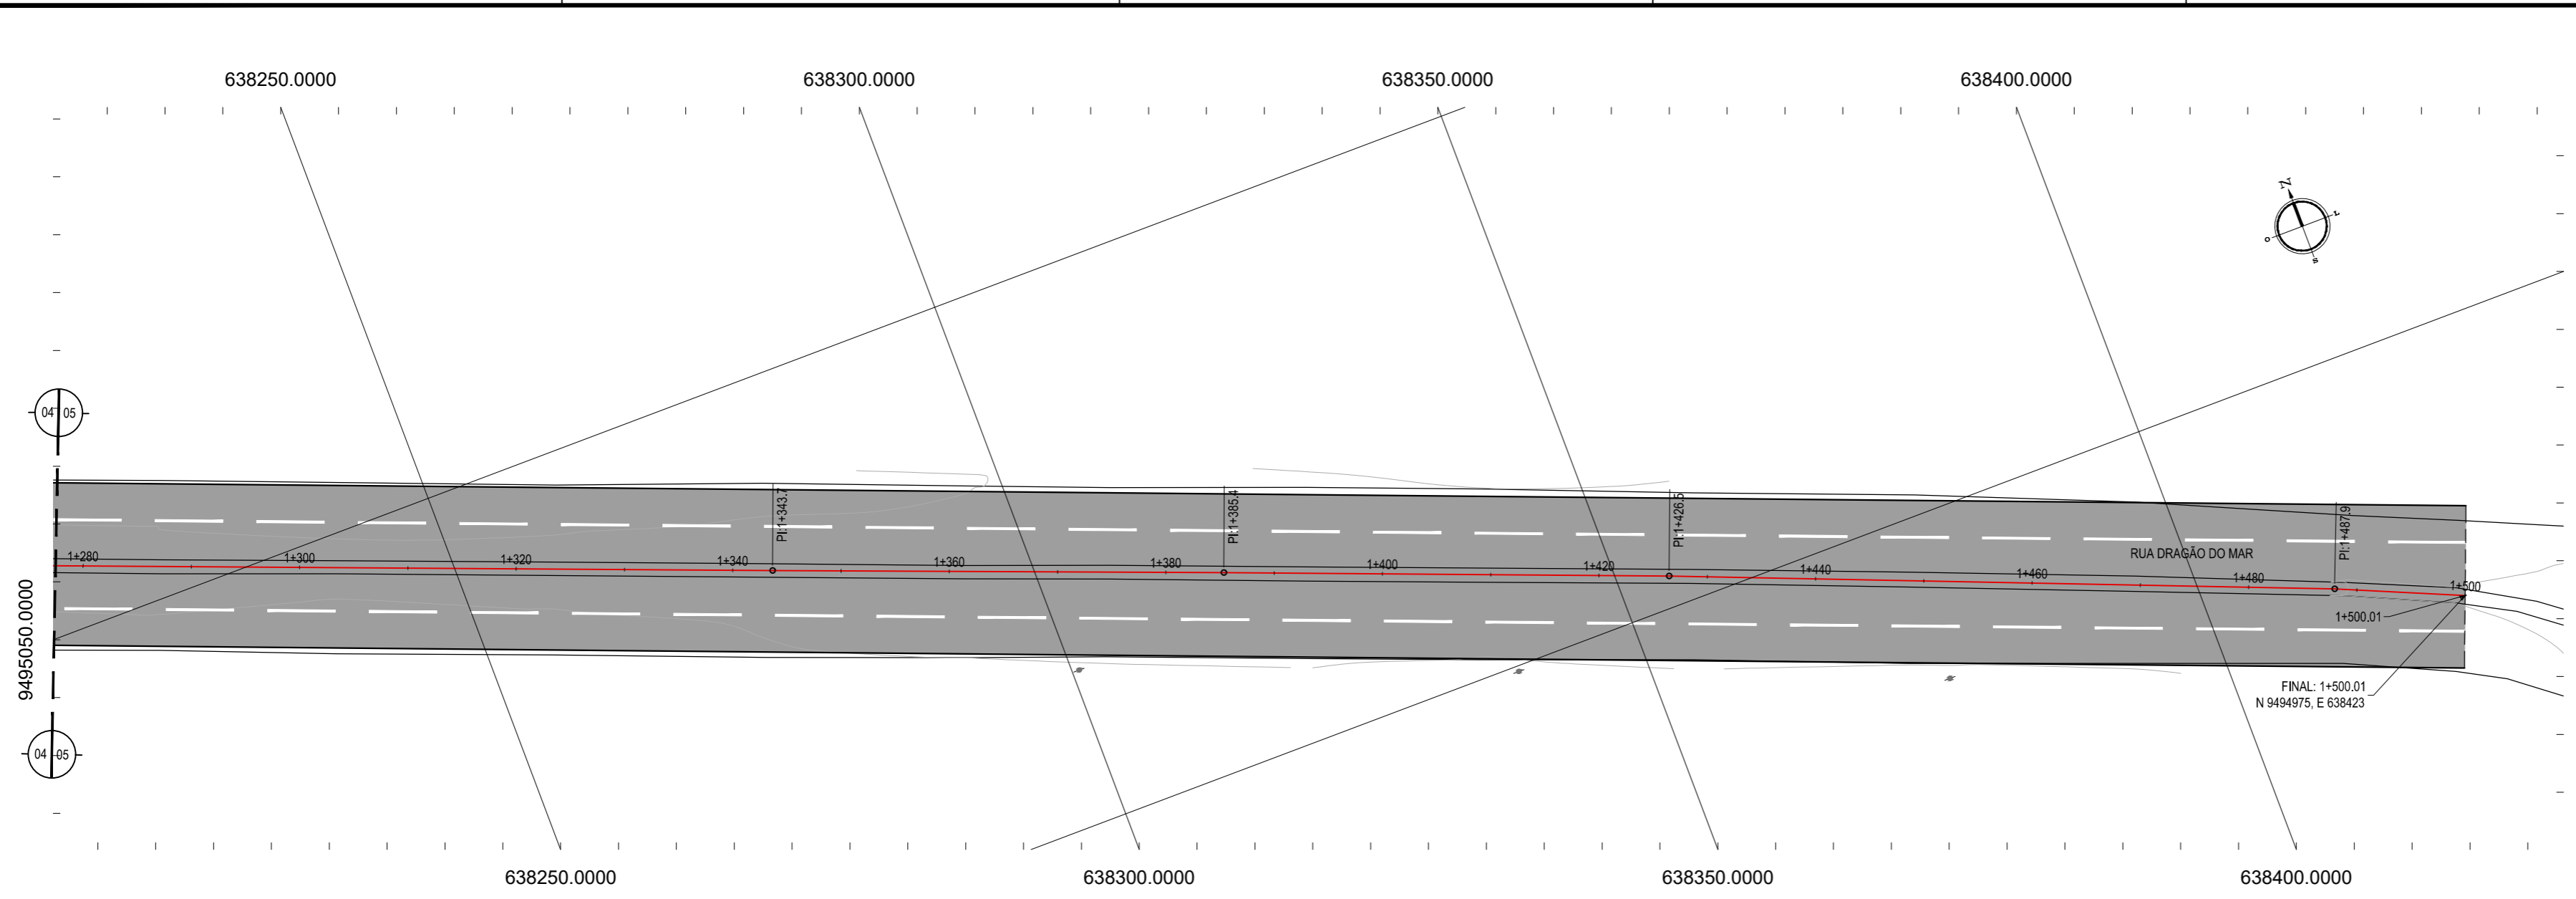 638250.0000
638300.0000
638350.0000
638400.0000
N
L
O
S
04
05
PI:1+343.7
PI:1+385.4
PI:1+426.5
PI:1+487.9
1+280
1+300
1+320
1+340
1+360
1+380
1+400
1+420
1+440
1+460
1+480
1+500
RUA DRAGÃO DO MAR
1+500.01
9495050.0000
FINAL: 1+500.01
N 9494975, E 638423
04
05
638250.0000
638300.0000
638350.0000
638400.0000